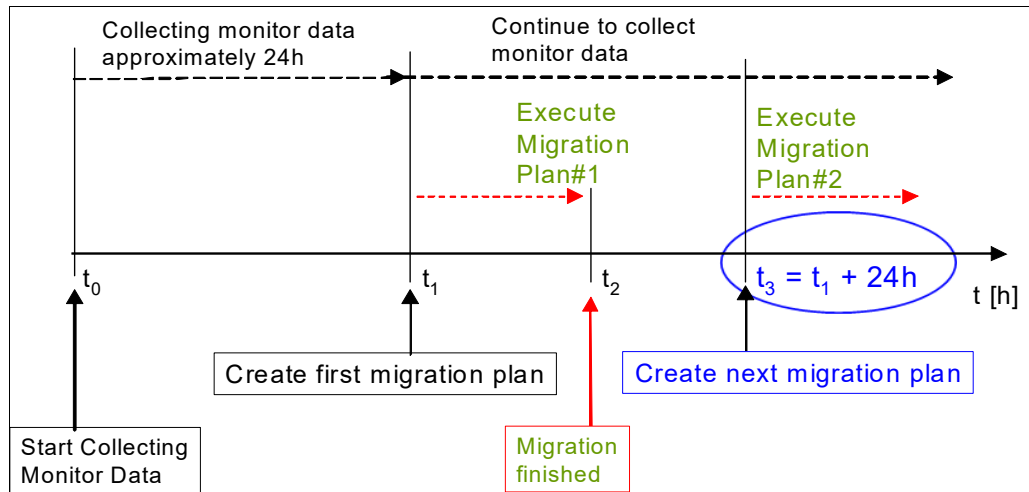 Collecting monitor data
approximately 24h
Continue to collect
monitor data
Execute
Migration
Plan#1
Execute
Migration
Plan#2
t₀
t₁
t₂
t₃ = t₁ + 24h
t [h]
Create first migration plan
Create next migration plan
Start Collecting
Monitor Data
Migration
finished